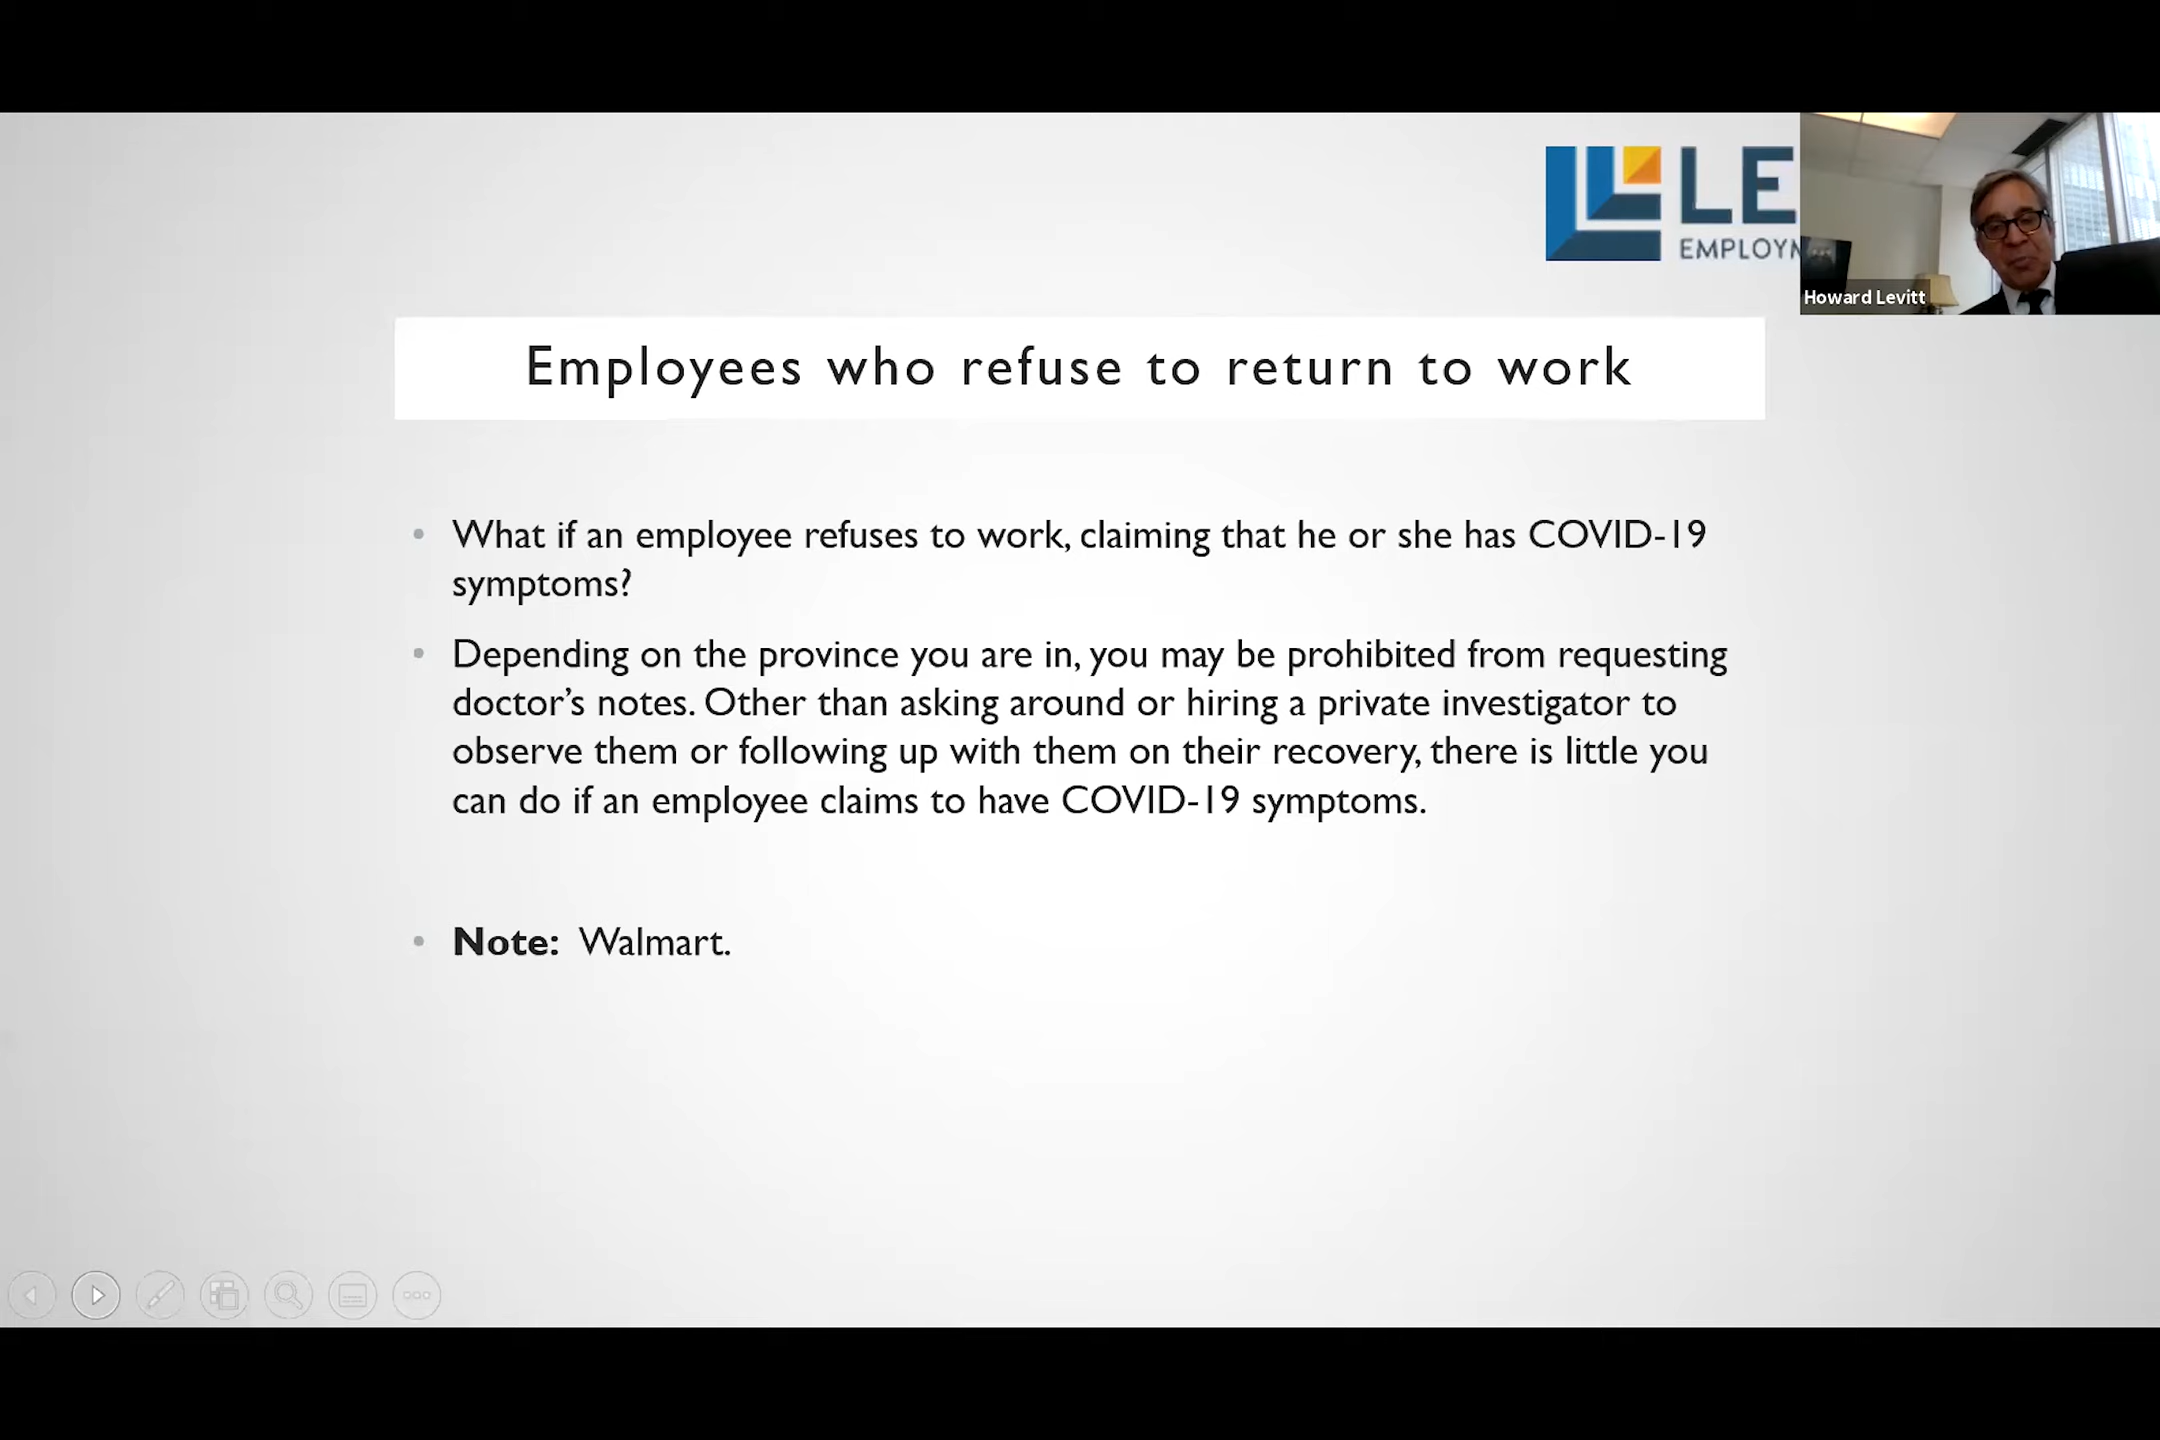 LE
EMPLOY
Howard Levitt
Employees who refuse to return to work
• What if an employee refuses to work, claiming that he or she has COVID-19
symptoms?
• Depending on the province you are in, you may be prohibited from requesting
doctor’s notes. Other than asking around or hiring a private investigator to
observe them or following up with them on their recovery, there is little you
can do if an employee claims to have COVID-19 symptoms.
• Note: Walmart.